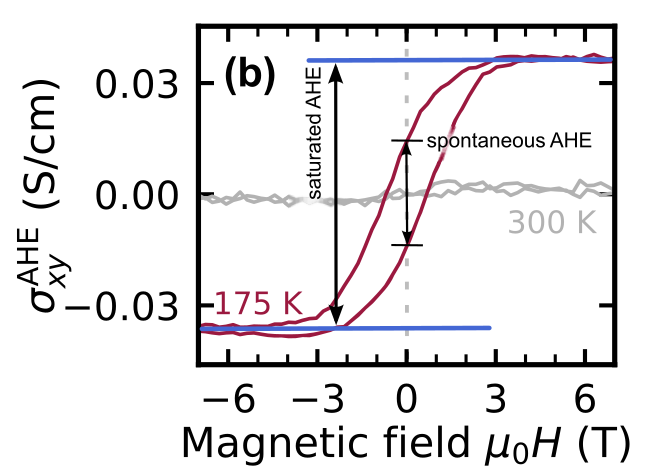 (b)
0.03
0.00
−0.03
σxyAHE (S/cm)
saturated AHE
spontaneous AHE
300 K
175 K
−6 −3 0 3 6
Magnetic field μ0H (T)